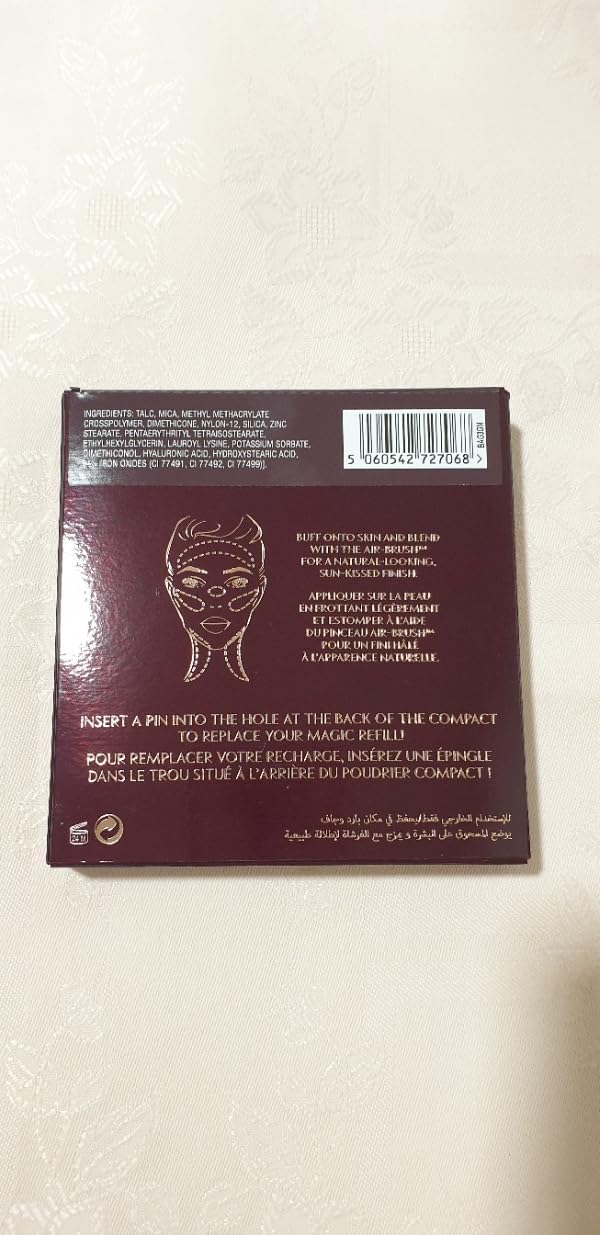 INGREDIENTS: TALC, MICA, METHYL METHACRYLATE
CROSSPOLYMER, DIMETHICONE, NYLON-12, SILICA, ZINC
STEARATE, PENTAERYTHRITYL TETRAISOSTEARATE,
ETHYLHEXYLGLYCERIN, LAUROYL LYSINE, POTASSIUM SORBATE,
DIMETHICONOL, HYALURONIC ACID, HYDROXYSTEARIC ACID,
IRON OXIDES (CI 77491, CI 77492, CI 77499)].
5 060542 727068 >
BUFF ONTO SKIN AND BLEND
WITH THE AIR-BRUSH™
FOR A NATURAL-LOOKING,
SUN-KISSED FINISH.
APPLIQUER SUR LA PEAU
EN FROTTANT LÉGÈREMENT
ET ESTOMPER À L'AIDE
DU PINCEAU AIR-BRUSH™
POUR UN FINI HÂLÉ
À L'APPARENCE NATURELLE.
INSERT A PIN INTO THE HOLE AT THE BACK OF THE COMPACT
TO REPLACE YOUR MAGIC REFILL!
POUR REMPLACER VOTRE RECHARGE, INSÉREZ UNE ÉPINGLE
DANS LE TROU SITUÉ À L'ARRIÈRE DU POUDRIER COMPACT !
للإستخدام الخارجي فقط/يحفظ في مكان بارد وجاف
يوضع المسحوق على البشرة و يمزج مع الفرشاة لإطلالة طبيعية
24 M